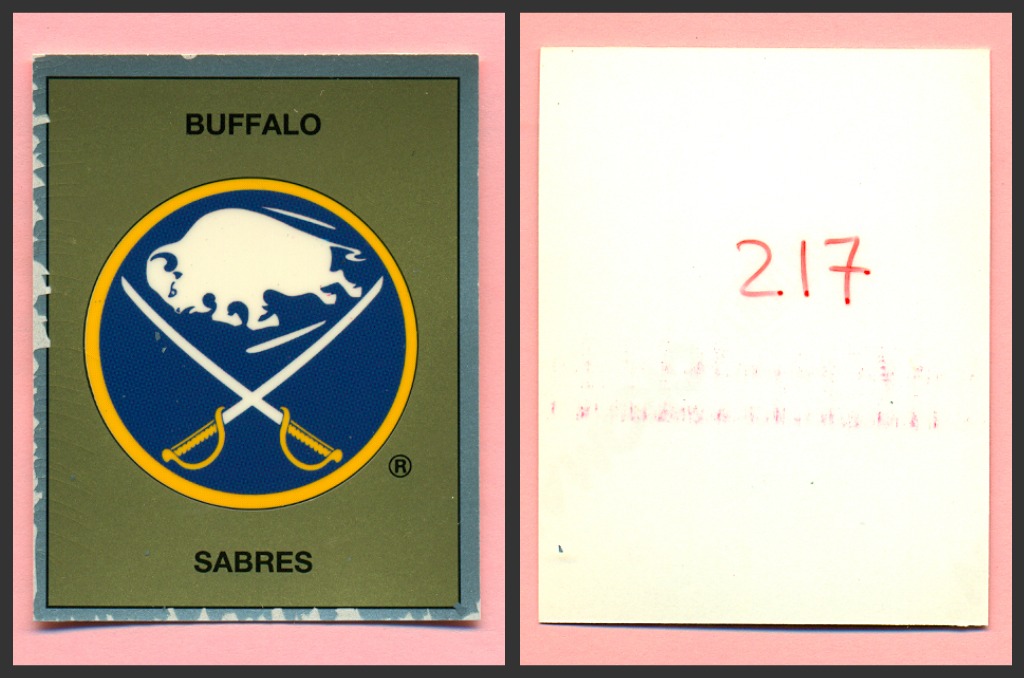 BUFFALO
®
SABRES
217